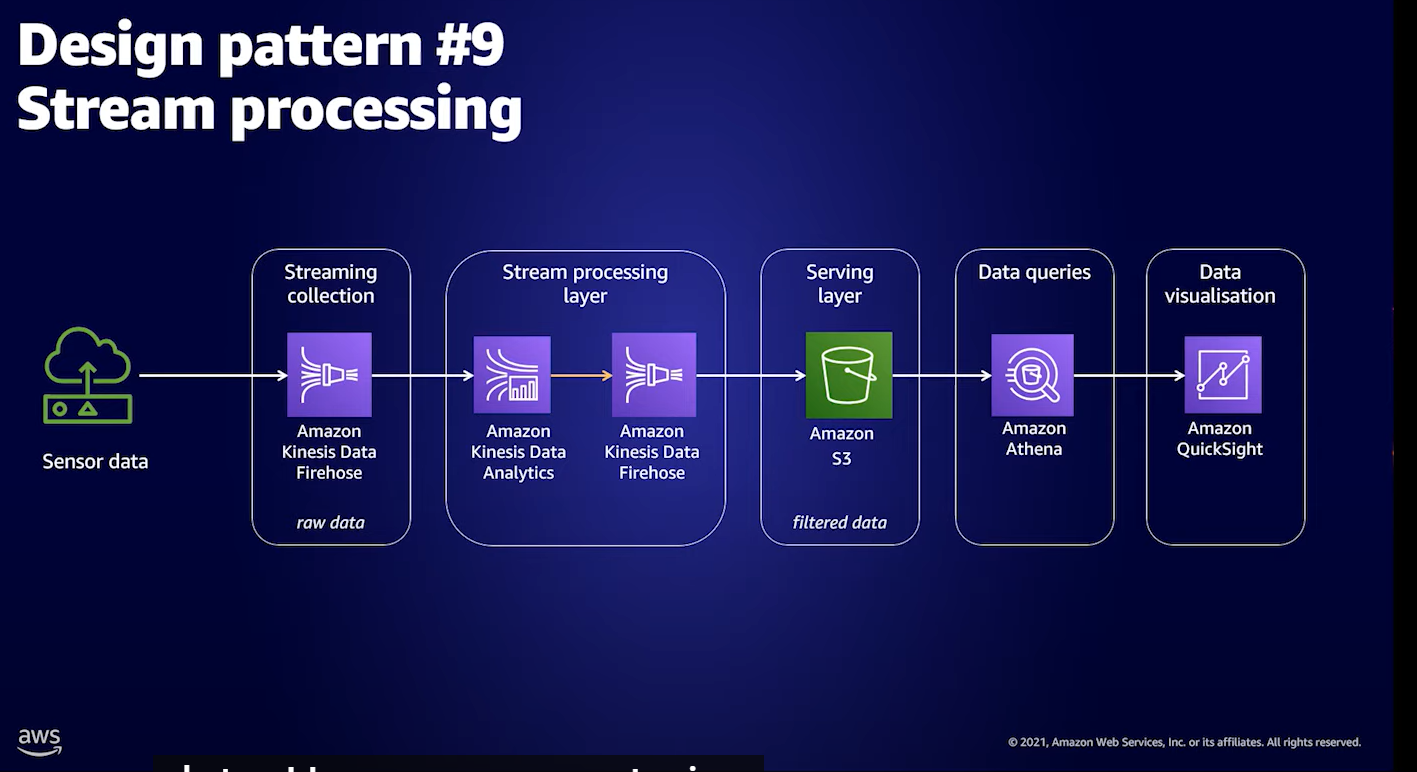 Design pattern #9
Stream processing
Sensor data
Streaming
collection
Amazon
Kinesis Data
Firehose
raw data
Stream processing
layer
Amazon
Kinesis Data
Analytics
Amazon
Kinesis Data
Firehose
Serving
layer
Amazon
S3
filtered data
Data queries
Amazon
Athena
Data
visualisation
Amazon
QuickSight
aws
© 2021, Amazon Web Services, Inc. or its affiliates. All rights reserved.